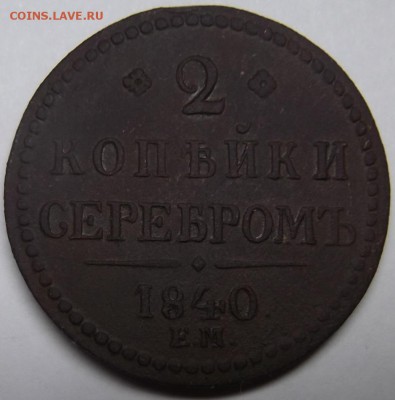 COINS.LAVE.RU
2
КОПѢЙКИ
СЕРЕБРОМЪ
1840.
Е.М.